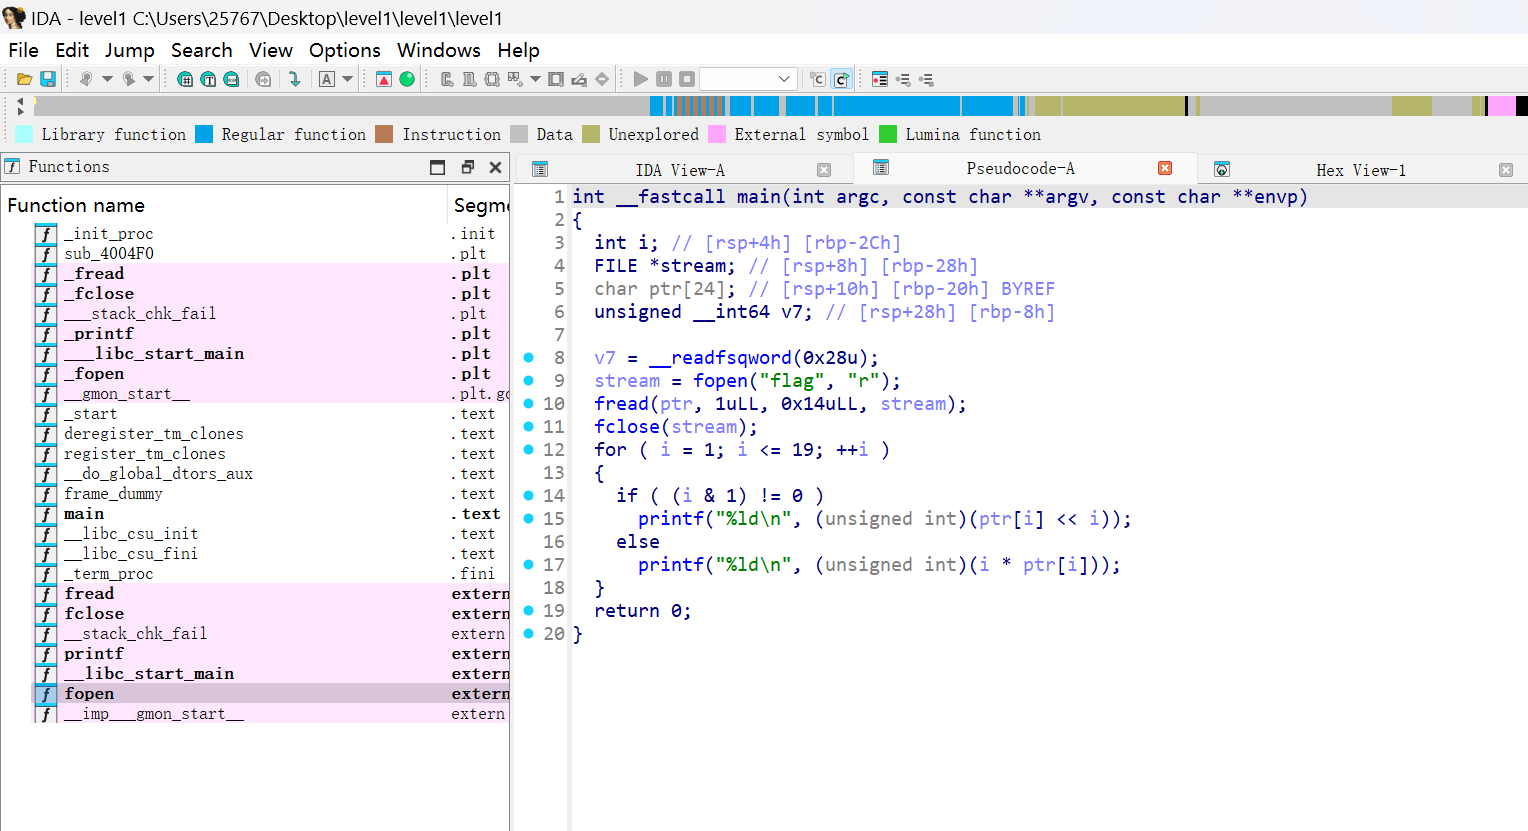 IDA - level1 C:\Users\25767\Desktop\level1\level1\level1
File Edit Jump Search View Options Windows Help
Library function Regular function Instruction Data Unexplored External symbol Lumina function
Functions
IDA View-A Pseudocode-A Hex View-1
Function name Segme
_init_proc .init
sub_4004F0 .plt
_fread .plt
_fclose .plt
___stack_chk_fail .plt
_printf .plt
___libc_start_main .plt
_fopen .plt
__gmon_start__ .plt.go
_start .text
deregister_tm_clones .text
register_tm_clones .text
__do_global_dtors_aux .text
frame_dummy .text
main .text
__libc_csu_init .text
__libc_csu_fini .text
_term_proc .fini
fread extern
fclose extern
__stack_chk_fail extern
printf extern
__libc_start_main extern
fopen extern
__imp___gmon_start__ extern
1 int __fastcall main(int argc, const char **argv, const char **envp)
2 {
3 int i; // [rsp+4h] [rbp-2Ch]
4 FILE *stream; // [rsp+8h] [rbp-28h]
5 char ptr[24]; // [rsp+10h] [rbp-20h] BYREF
6 unsigned __int64 v7; // [rsp+28h] [rbp-8h]
7
8 v7 = __readfsqword(0x28u);
9 stream = fopen("flag", "r");
10 fread(ptr, 1uLL, 0x14uLL, stream);
11 fclose(stream);
12 for ( i = 1; i <= 19; ++i )
13 {
14 if ( (i & 1) != 0 )
15 printf("%ld\n", (unsigned int)(ptr[i] << i));
16 else
17 printf("%ld\n", (unsigned int)(i * ptr[i]));
18 }
19 return 0;
20 }